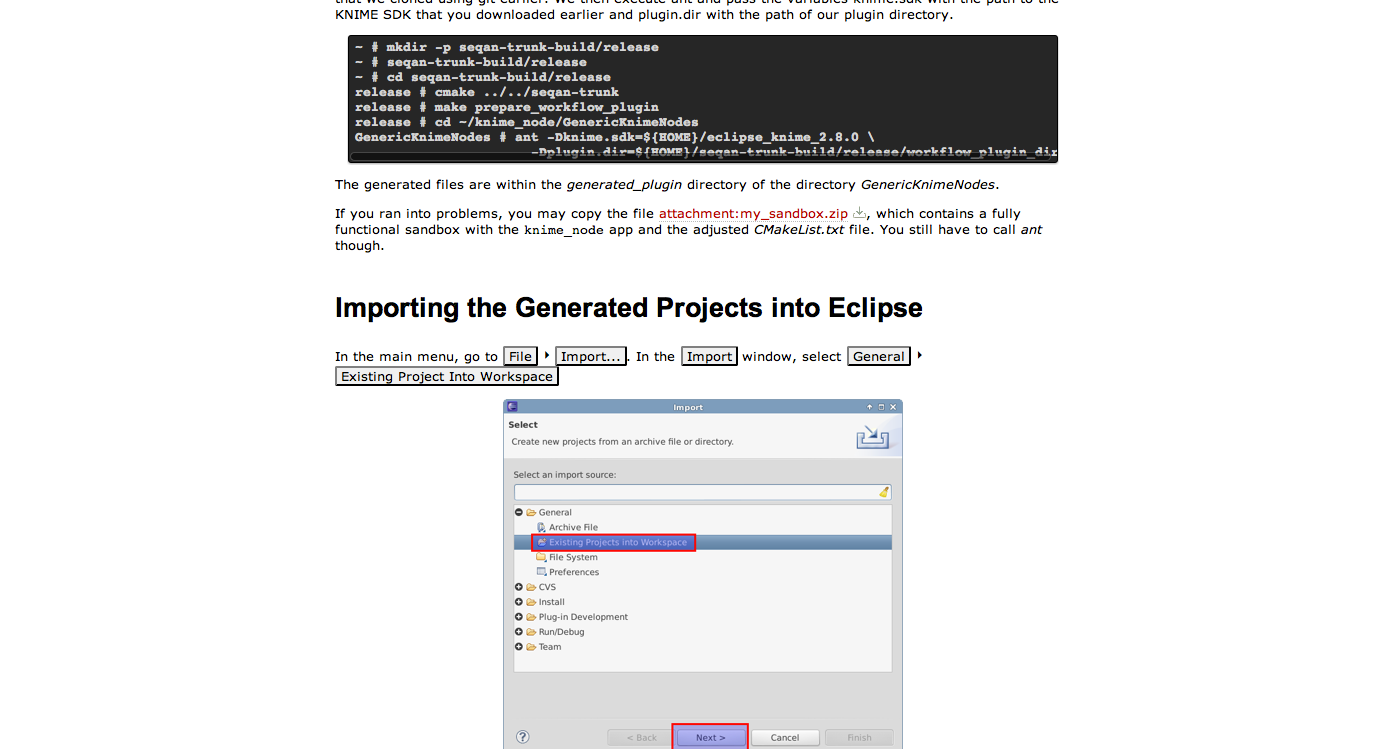 that we cloned using git earlier. We then execute ant and pass the variables knime.sdk with the path to the
KNIME SDK that you downloaded earlier and plugin.dir with the path of our plugin directory.
~ # mkdir -p seqan-trunk-build/release
~ # seqan-trunk-build/release
~ # cd seqan-trunk-build/release
release # cmake ../../seqan-trunk
release # make prepare_workflow_plugin
release # cd ~/knime_node/GenericKnimeNodes
GenericKnimeNodes # ant -Dknime.sdk=${HOME}/eclipse_knime_2.8.0 \
-Dplugin.dir=${HOME}/seqan-trunk-build/release/workflow_plugin_dir
The generated files are within the generated_plugin directory of the directory GenericKnimeNodes.
If you ran into problems, you may copy the file attachment:my_sandbox.zip , which contains a fully
functional sandbox with the knime_node app and the adjusted CMakeList.txt file. You still have to call ant
though.
Importing the Generated Projects into Eclipse
In the main menu, go to File Import... . In the Import window, select General
Existing Project Into Workspace
Import
Select
Create new projects from an archive file or directory.
Select an import source:
General
Archive File
Existing Projects into Workspace
File System
Preferences
CVS
Install
Plug-in Development
Run/Debug
Team
? < Back Next > Cancel Finish